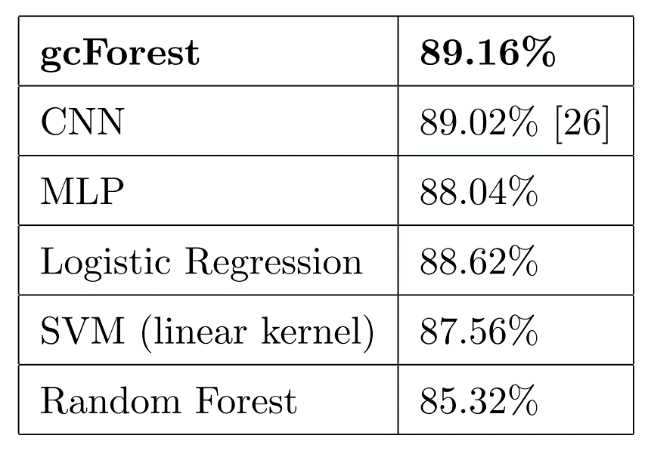 gcForest 89.16%
CNN 89.02% [26]
MLP 88.04%
Logistic Regression 88.62%
SVM (linear kernel) 87.56%
Random Forest 85.32%